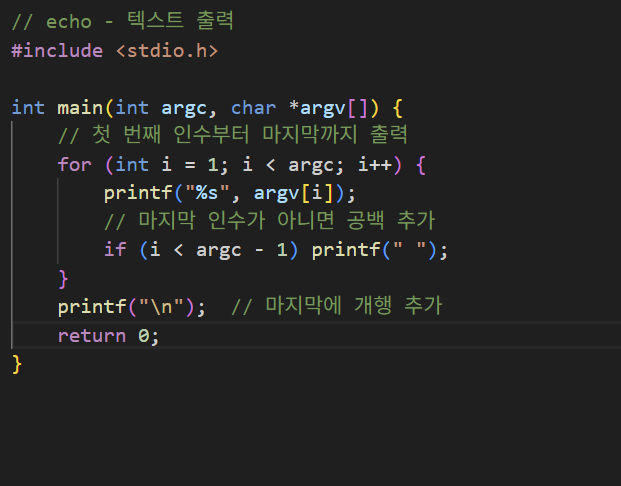 // echo - 텍스트 출력
#include <stdio.h>

int main(int argc, char *argv[]) {
    // 첫 번째 인수부터 마지막까지 출력
    for (int i = 1; i < argc; i++) {
        printf("%s", argv[i]);
        // 마지막 인수가 아니면 공백 추가
        if (i < argc - 1) printf(" ");
    }
    printf("\n");  // 마지막에 개행 추가
    return 0;
}